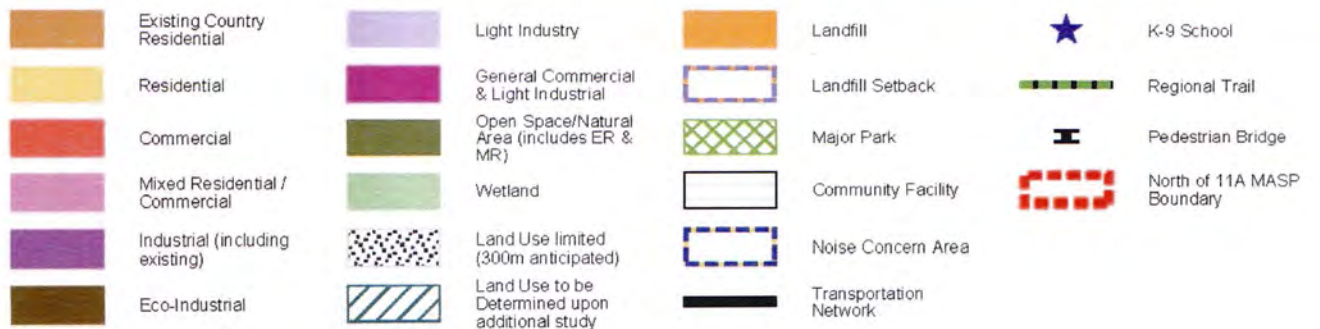 Existing Country
Residential
Residential
Commercial
Mixed Residential /
Commercial
Industrial (including
existing)
Eco-Industrial
Light Industry
General Commercial
& Light Industrial
Open Space/Natural
Area (includes ER &
MR)
Wetland
Land Use limited
(300m anticipated)
Land Use to be
Determined upon
additional study
Landfill
Landfill Setback
Major Park
Community Facility
Noise Concern Area
Transportation
Network
K-9 School
Regional Trail
Pedestrian Bridge
North of 11A MASP
Boundary